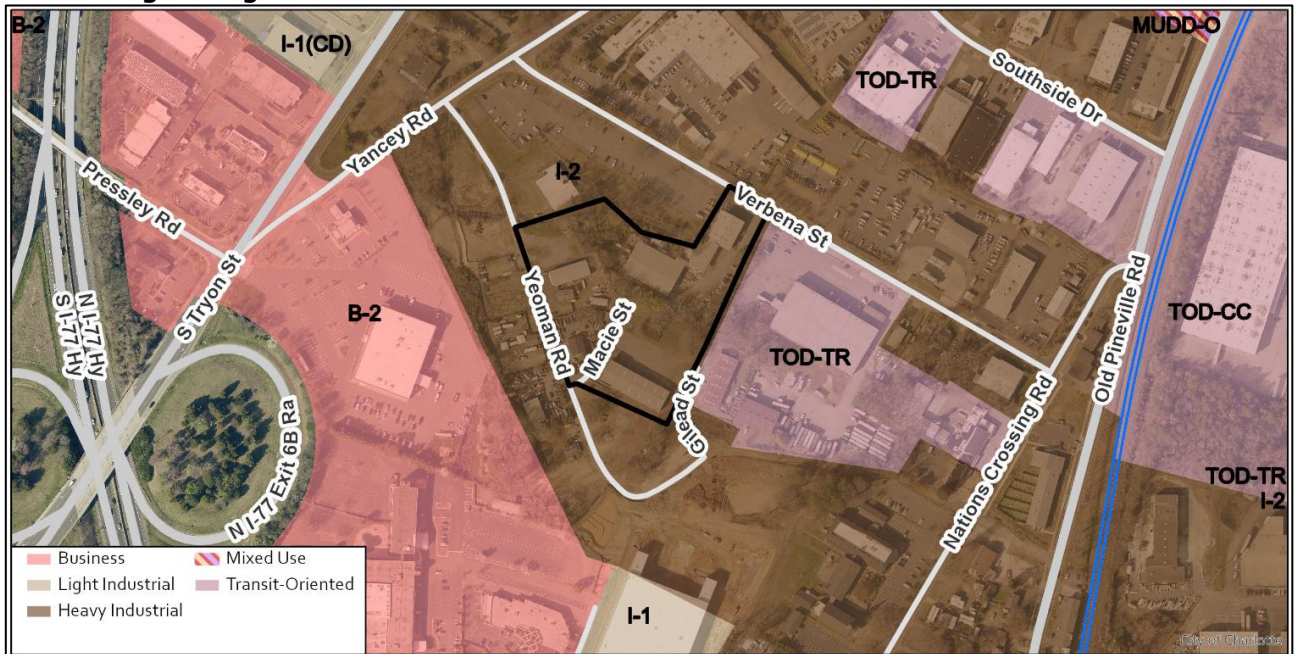 B-2
I-1(CD)
MUDD-O
TOD-TR
Southside Dr
Yancey Rd
Pressley Rd
I-2
Verbena St
S Tryon St
N I-77 Hy
S I-77 Hy
B-2
Yeoman Rd
Macie St
TOD-TR
TOD-CC
Old Pineville Rd
Gilead St
Nations Crossing Rd
N I-77 Exit 6B Ra
TOD-TR
I-2
I-1
Business
Mixed Use
Light Industrial
Transit-Oriented
Heavy Industrial
City of Charlotte